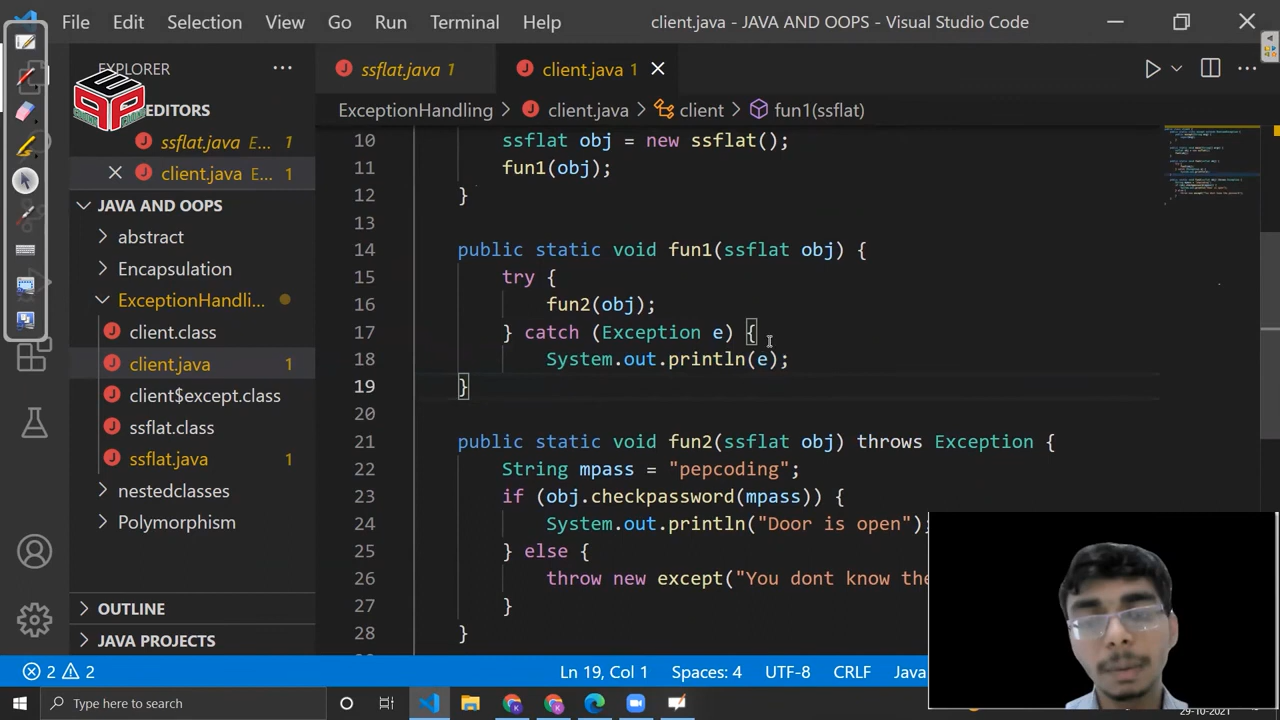 File Edit Selection View Go Run Terminal Help client.java - JAVA AND OOPS - Visual Studio Code
EXPLORER
ssflat.java 1
client.java 1
EDITORS
ssflat.java E... 1
client.java E... 1
JAVA AND OOPS
abstract
Encapsulation
ExceptionHandli...
client.class
client.java
client$except.class
ssflat.class
ssflat.java 1
nestedclasses
Polymorphism
OUTLINE
JAVA PROJECTS
ExceptionHandling > client.java > client > fun1(ssflat)
10 ssflat obj = new ssflat();
11 fun1(obj);
12 }
13
14 public static void fun1(ssflat obj) {
15 try {
16 fun2(obj);
17 } catch (Exception e) {
18 System.out.println(e);
19 }
20
21 public static void fun2(ssflat obj) throws Exception {
22 String mpass = "pepcoding";
23 if (obj.checkpassword(mpass)) {
24 System.out.println("Door is open");
25 } else {
26 throw new except("You dont know the
27 }
28 }
2 2 Ln 19, Col 1 Spaces: 4 UTF-8 CRLF Java
Type here to search
29-10-2021